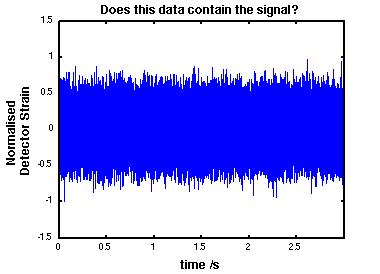 Does this data contain the signal?
1.5
1
0.5
0
-0.5
-1
-1.5
Normalised
Detector Strain
0 0.5 1 1.5 2 2.5
time /s